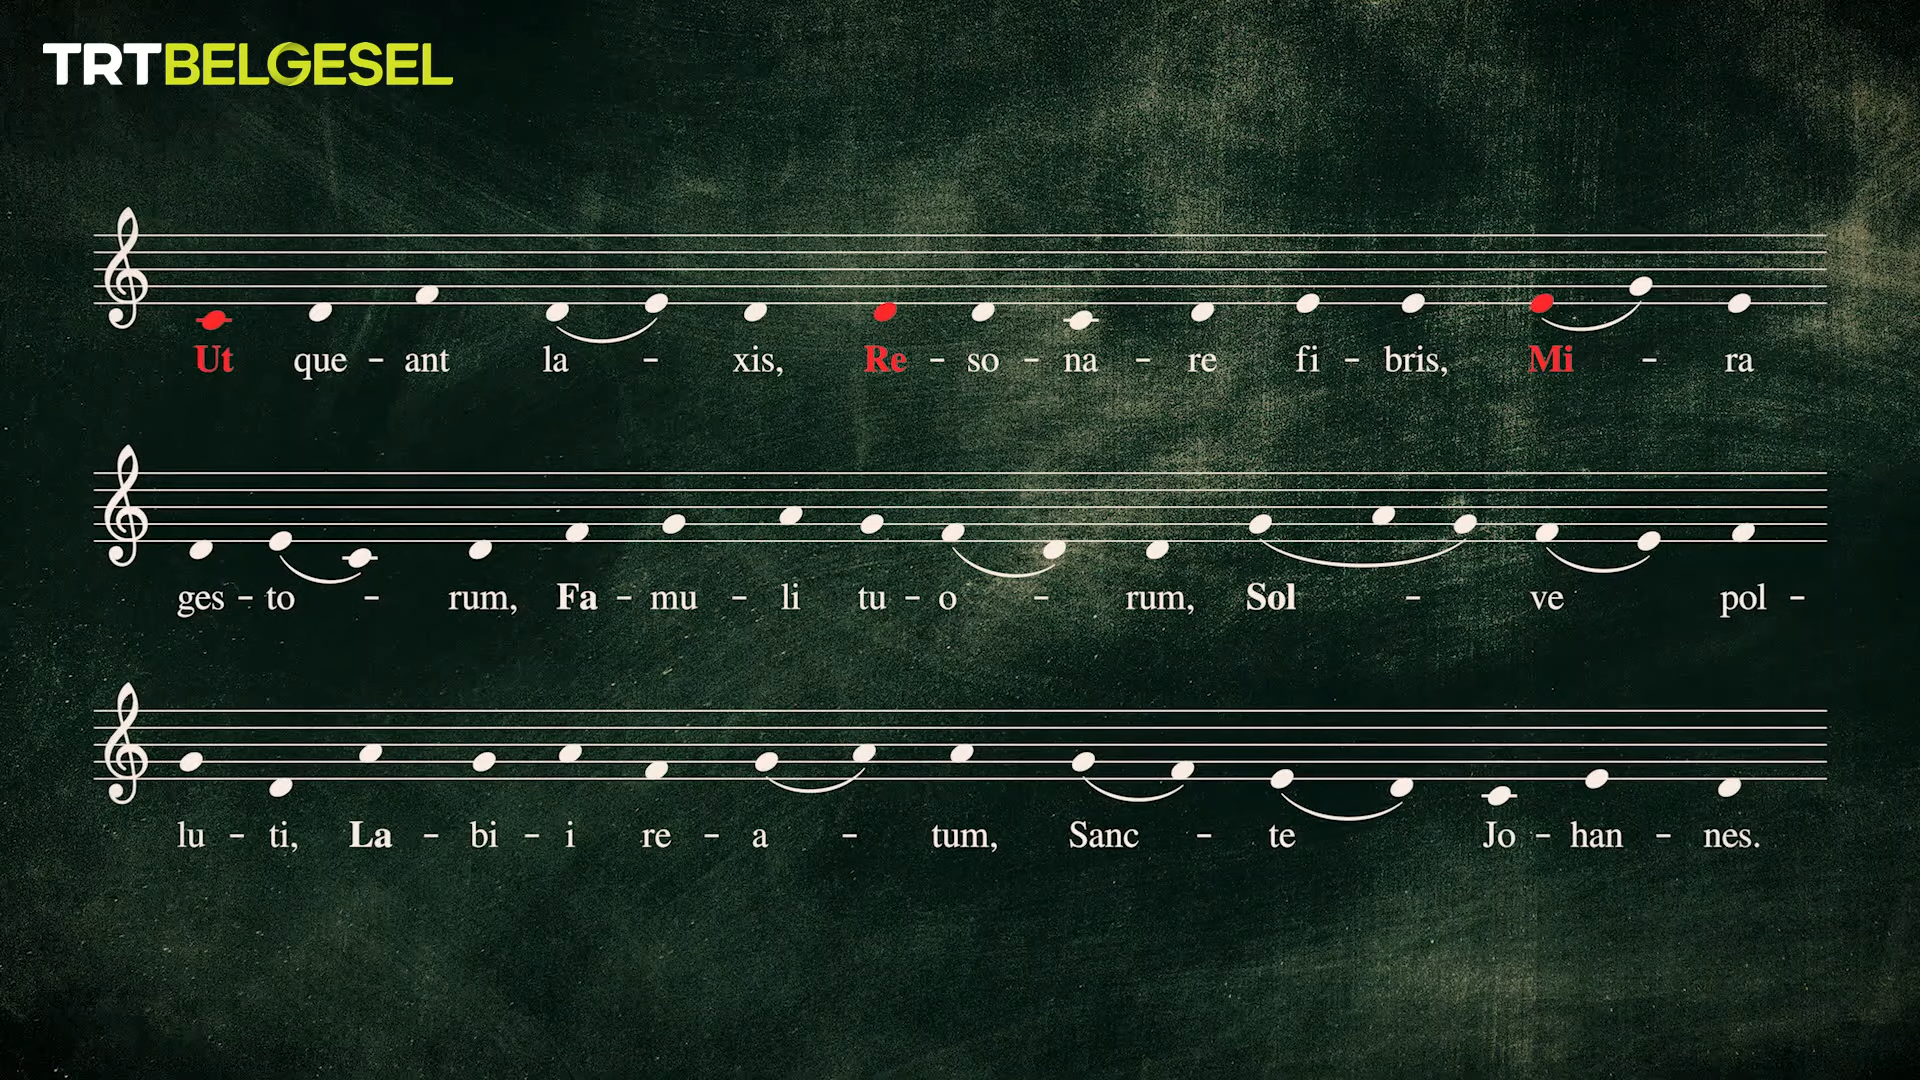 TRTBELGESEL
Ut que - ant la - xis, Re - so - na - re fi - bris, Mi - ra
ges - to - rum, Fa - mu - li tu - o - rum, Sol - ve pol -
lu - ti, La - bi - i re - a - tum, Sanc - te Jo - han - nes.